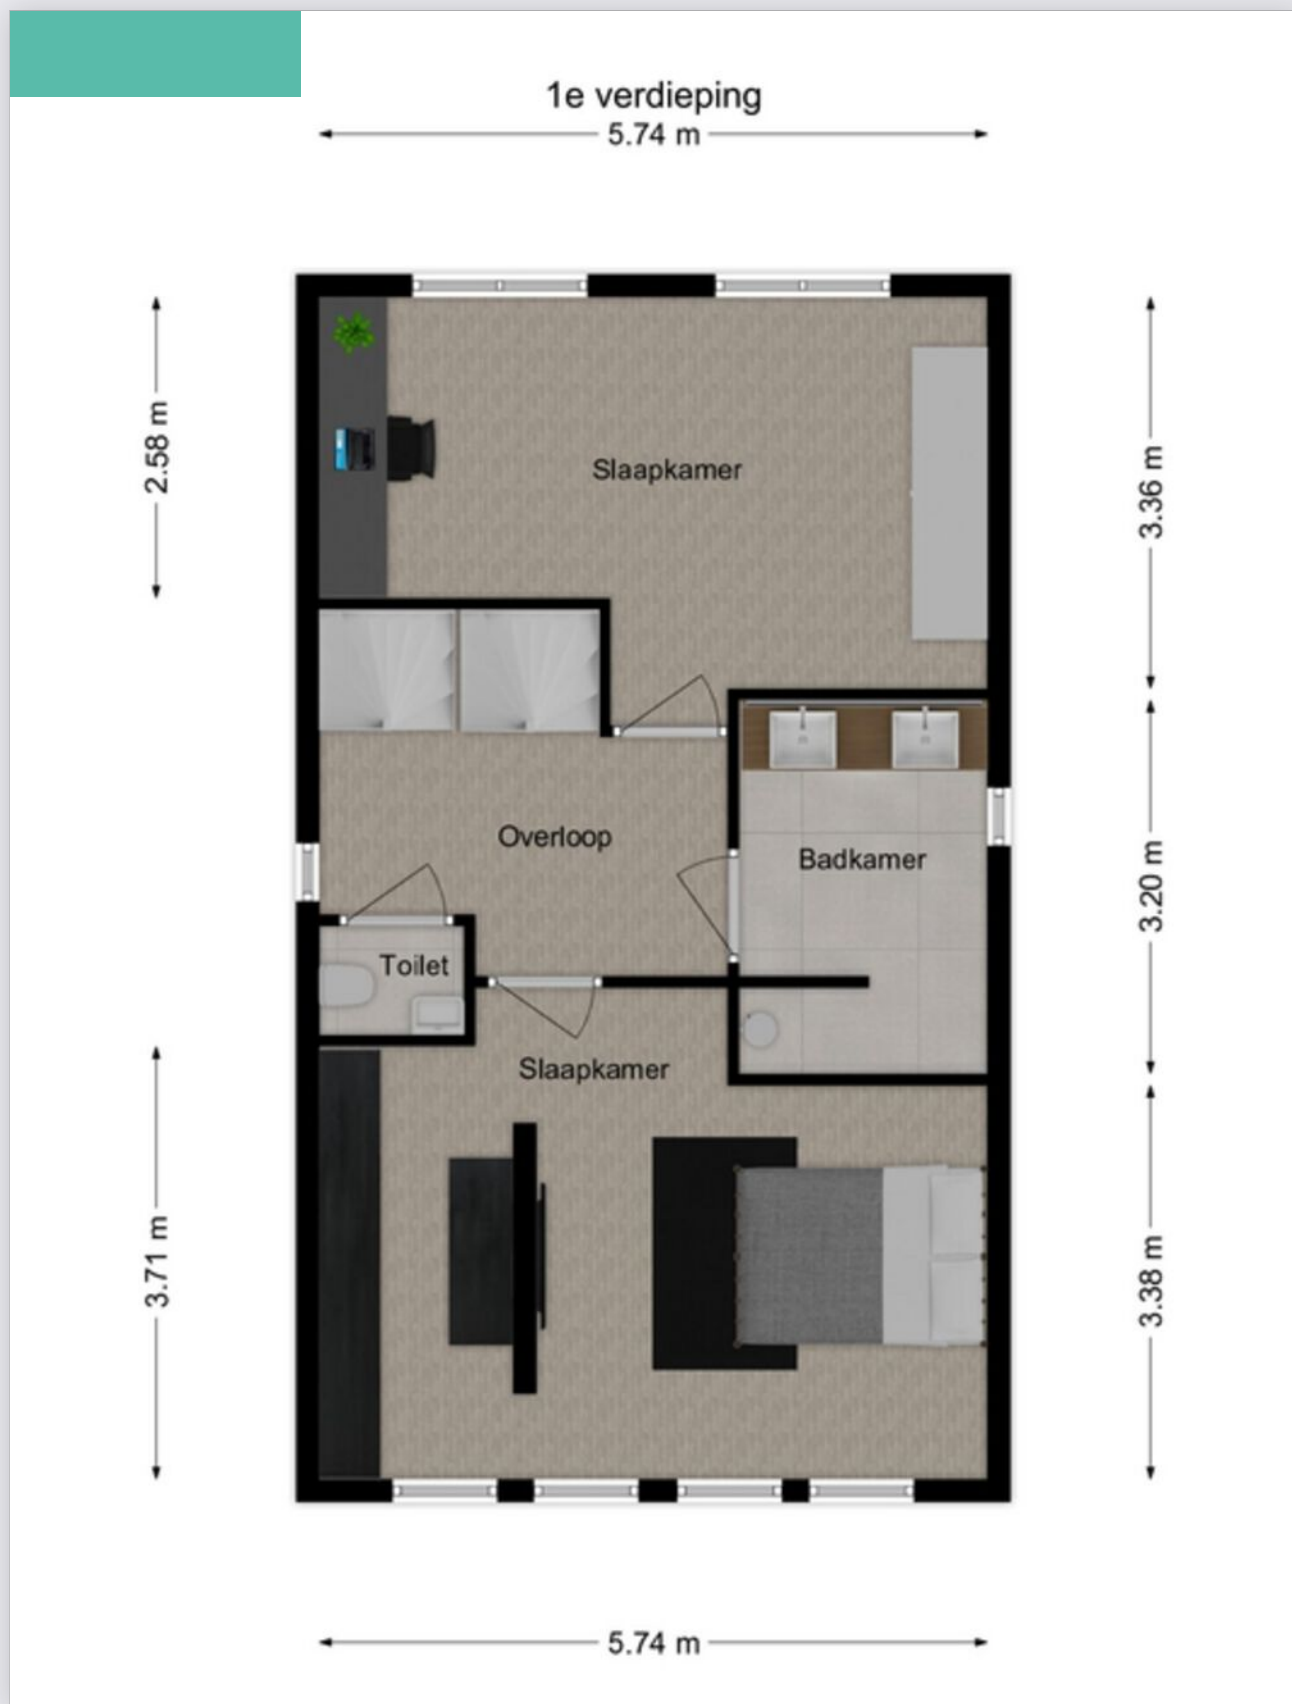 1e verdieping
5.74 m
2.58 m
3.36 m
Slaapkamer
Overloop
Badkamer
3.20 m
Toilet
Slaapkamer
3.71 m
3.38 m
5.74 m